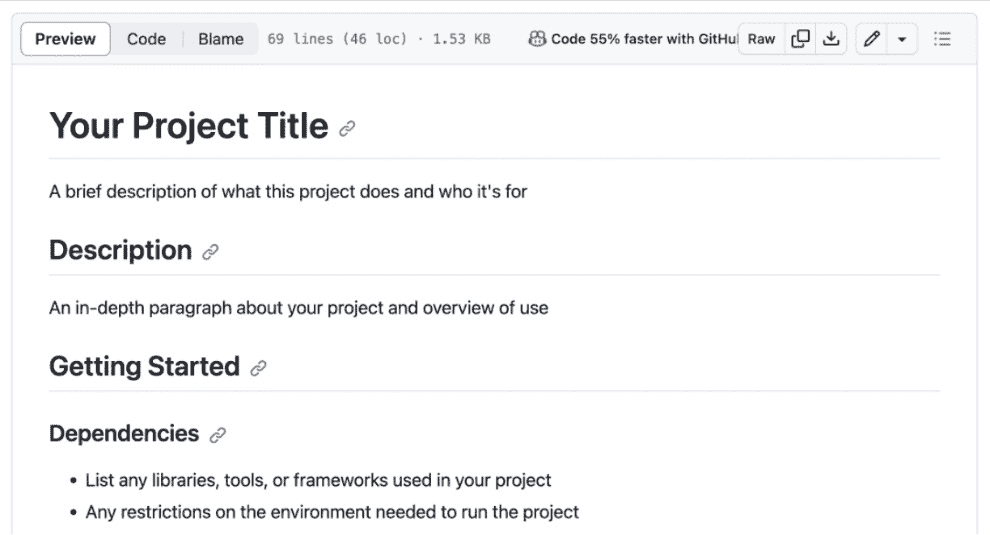 Preview Code Blame 69 lines (46 loc) · 1.53 KB Code 55% faster with GitHu Raw
Your Project Title
A brief description of what this project does and who it's for
Description
An in-depth paragraph about your project and overview of use
Getting Started
Dependencies
• List any libraries, tools, or frameworks used in your project
• Any restrictions on the environment needed to run the project